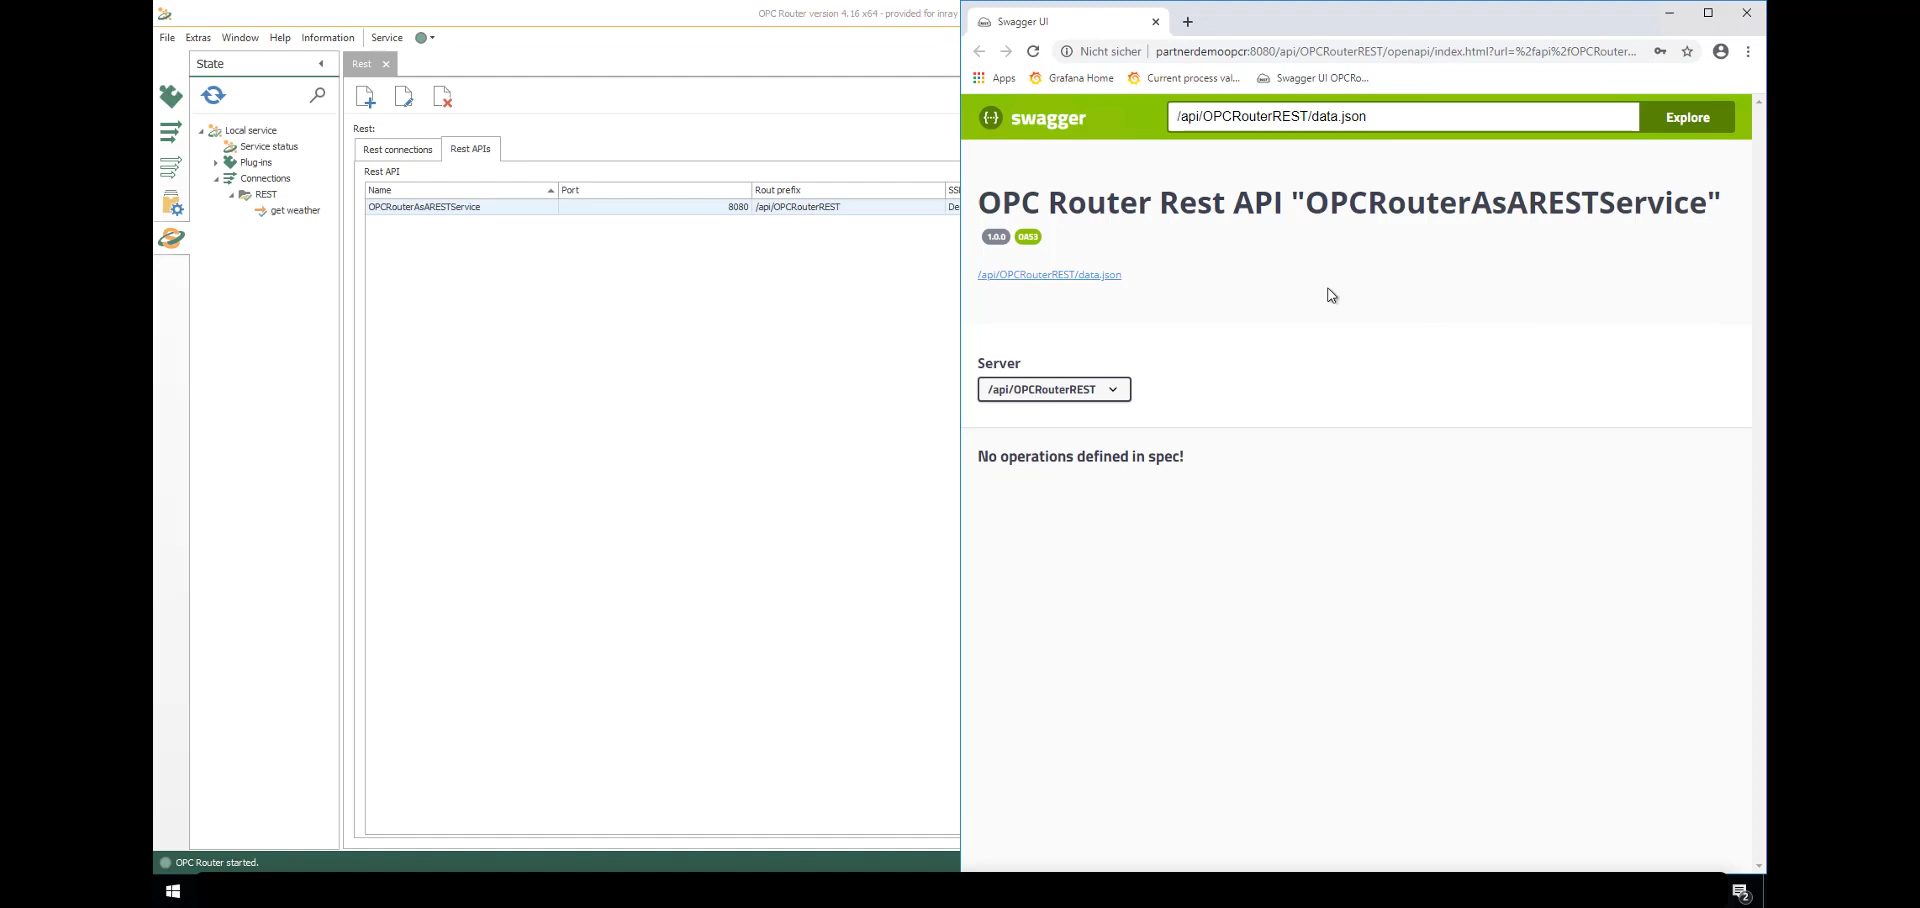 OPC Router version 4.16 x64 - provided for inray
File Extras Window Help Information Service
State
Rest
Local service
Service status
Plug-ins
Connections
REST
get weather
Rest:
Rest connections Rest APIs
Rest API
Name Port Rout prefix SSl
OPCRouterAsARESTService 8080 /api/OPCRouterREST De
OPC Router started.
Swagger UI
Nicht sicher partnerdemoopcr:8080/api/OPCRouterREST/openapi/index.html?url=%2fapi%2fOPCRouter...
Apps Grafana Home Current process val... Swagger UI OPCRo...
swagger /api/OPCRouterREST/data.json Explore
OPC Router Rest API "OPCRouterAsARESTService"
1.0.0 OAS3
/api/OPCRouterREST/data.json
Server
/api/OPCRouterREST
No operations defined in spec!
2